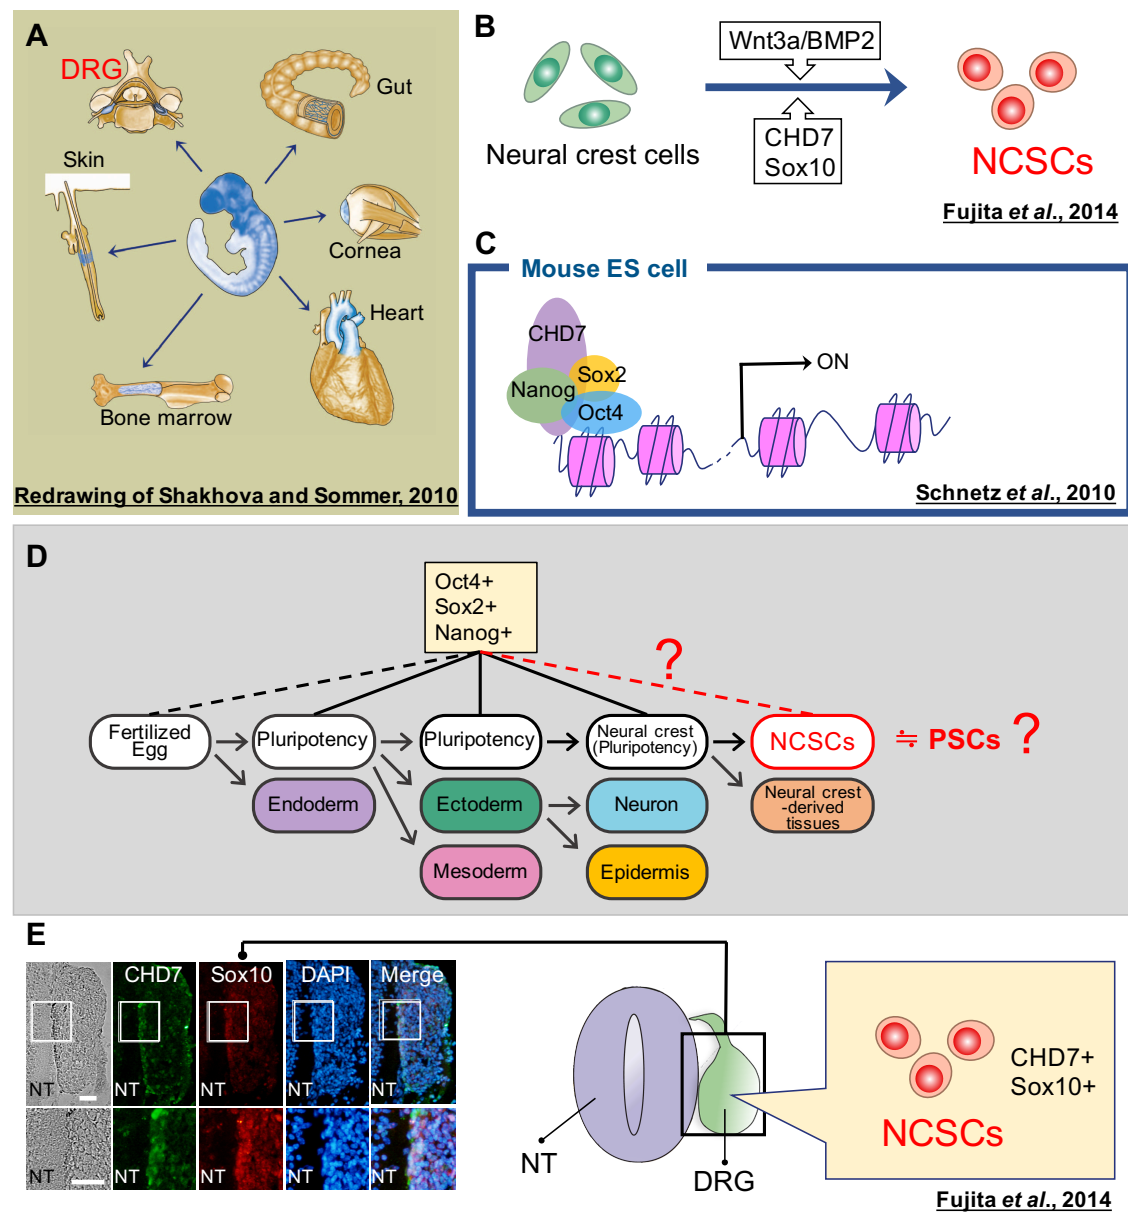 A
DRG
Gut
Skin
Cornea
Heart
Bone marrow
Redrawing of Shakhova and Sommer, 2010
B
Wnt3a/BMP2
CHD7
Sox10
Neural crest cells
NCSCs
Fujita et al., 2014
C
Mouse ES cell
CHD7
Sox2
Nanog
Oct4
ON
Schnetz et al., 2010
D
Oct4+
Sox2+
Nanog+
?
Fertilized
Egg
Pluripotency
Pluripotency
Neural crest
(Pluripotency)
NCSCs
≒ PSCs ?
Endoderm
Ectoderm
Neuron
Neural crest
-derived
tissues
Mesoderm
Epidermis
E
CHD7
Sox10
DAPI
Merge
NT
NT
NT
NT
NT
NT
NT
NT
NT
NT
NT
DRG
CHD7+
Sox10+
NCSCs
Fujita et al., 2014